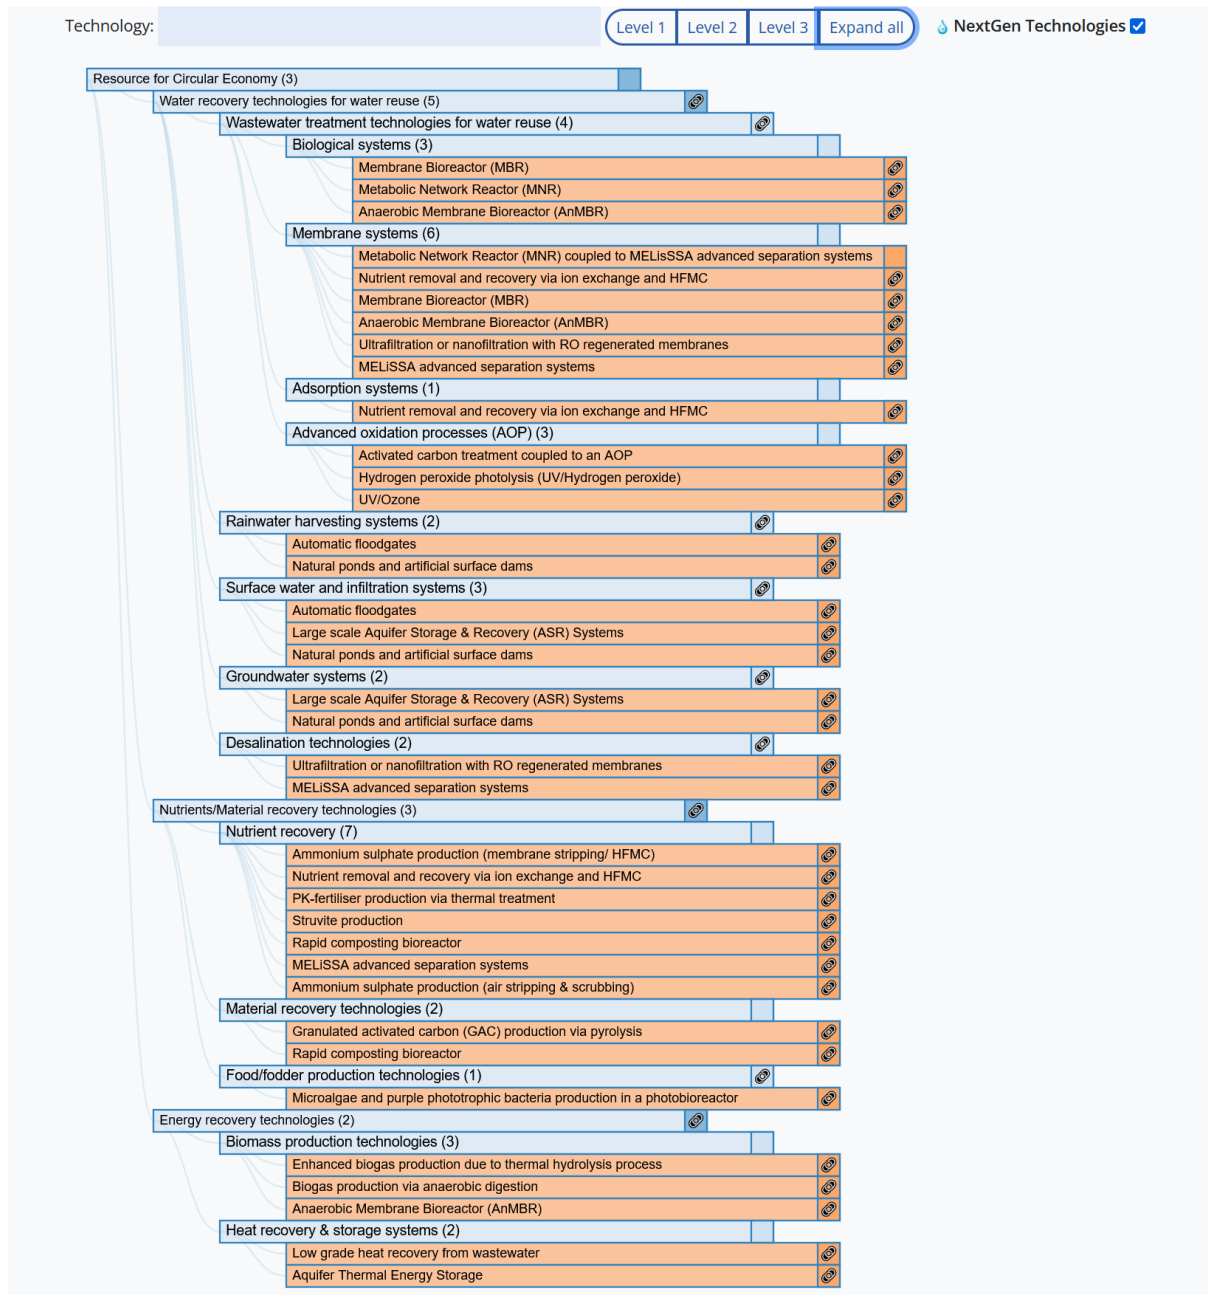 Technology: Level 1 Level 2 Level 3 Expand all NextGen Technologies
Resource for Circular Economy (3)
Water recovery technologies for water reuse (5)
Wastewater treatment technologies for water reuse (4)
Biological systems (3)
Membrane Bioreactor (MBR)
Metabolic Network Reactor (MNR)
Anaerobic Membrane Bioreactor (AnMBR)
Membrane systems (6)
Metabolic Network Reactor (MNR) coupled to MELisSSA advanced separation systems
Nutrient removal and recovery via ion exchange and HFMC
Membrane Bioreactor (MBR)
Anaerobic Membrane Bioreactor (AnMBR)
Ultrafiltration or nanofiltration with RO regenerated membranes
MELiSSA advanced separation systems
Adsorption systems (1)
Nutrient removal and recovery via ion exchange and HFMC
Advanced oxidation processes (AOP) (3)
Activated carbon treatment coupled to an AOP
Hydrogen peroxide photolysis (UV/Hydrogen peroxide)
UV/Ozone
Rainwater harvesting systems (2)
Automatic floodgates
Natural ponds and artificial surface dams
Surface water and infiltration systems (3)
Automatic floodgates
Large scale Aquifer Storage & Recovery (ASR) Systems
Natural ponds and artificial surface dams
Groundwater systems (2)
Large scale Aquifer Storage & Recovery (ASR) Systems
Natural ponds and artificial surface dams
Desalination technologies (2)
Ultrafiltration or nanofiltration with RO regenerated membranes
MELiSSA advanced separation systems
Nutrients/Material recovery technologies (3)
Nutrient recovery (7)
Ammonium sulphate production (membrane stripping/ HFMC)
Nutrient removal and recovery via ion exchange and HFMC
PK-fertiliser production via thermal treatment
Struvite production
Rapid composting bioreactor
MELiSSA advanced separation systems
Ammonium sulphate production (air stripping & scrubbing)
Material recovery technologies (2)
Granulated activated carbon (GAC) production via pyrolysis
Rapid composting bioreactor
Food/fodder production technologies (1)
Microalgae and purple phototrophic bacteria production in a photobioreactor
Energy recovery technologies (2)
Biomass production technologies (3)
Enhanced biogas production due to thermal hydrolysis process
Biogas production via anaerobic digestion
Anaerobic Membrane Bioreactor (AnMBR)
Heat recovery & storage systems (2)
Low grade heat recovery from wastewater
Aquifer Thermal Energy Storage